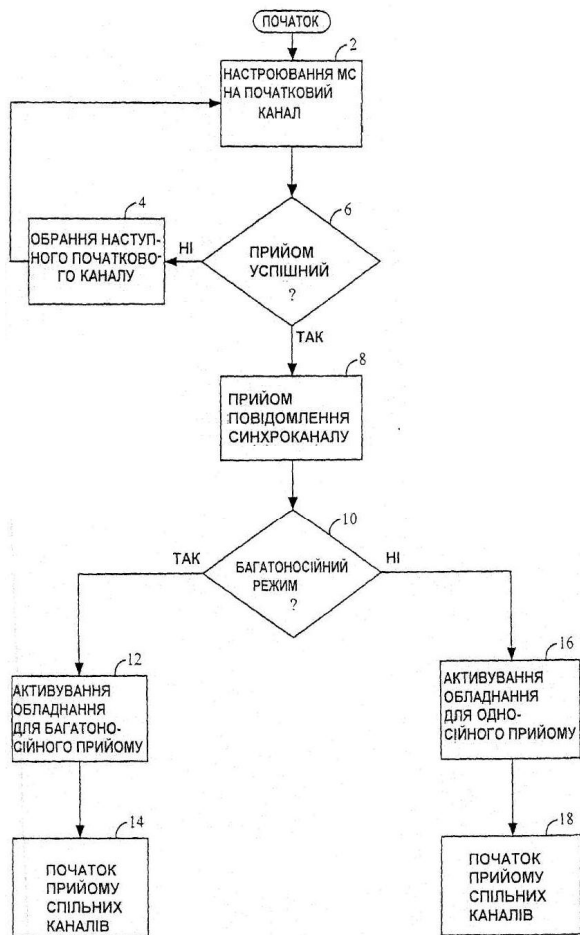 ПОЧАТОК
2
НАСТРОЮВАННЯ МС
НА ПОЧАТКОВИЙ
КАНАЛ
4
ОБРАННЯ НАСТУП-
НОГО ПОЧАТКОВО-
ГО КАНАЛУ
НІ
6
ПРИЙОМ
УСПІШНИЙ
?
ТАК
8
ПРИЙОМ
ПОВІДОМЛЕННЯ
СИНХРОКАНАЛУ
10
БАГАТОНОСІЙНИЙ
РЕЖИМ
?
ТАК
НІ
12
АКТИВУВАННЯ
ОБЛАДНАННЯ
ДЛЯ БАГАТОНО-
СІЙНОГО ПРИЙОМУ
16
АКТИВУВАННЯ
ОБЛАДНАННЯ
ДЛЯ ОДНО-
СІЙНОГО ПРИЙОМУ
14
ПОЧАТОК
ПРИЙОМУ
СПІЛЬНИХ
КАНАЛІВ
18
ПОЧАТОК
ПРИЙОМУ
СПІЛЬНИХ
КАНАЛІВ